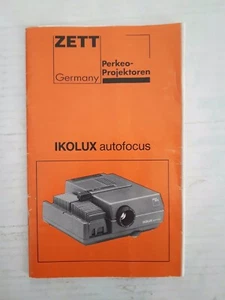 ZETT
Germany
Perkeo-
Projektoren
IKOLUX autofocus